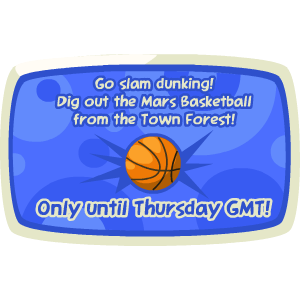 Go slam dunking!
Dig out the Mars Basketball
from the Town Forest!
Only until Thursday GMT!